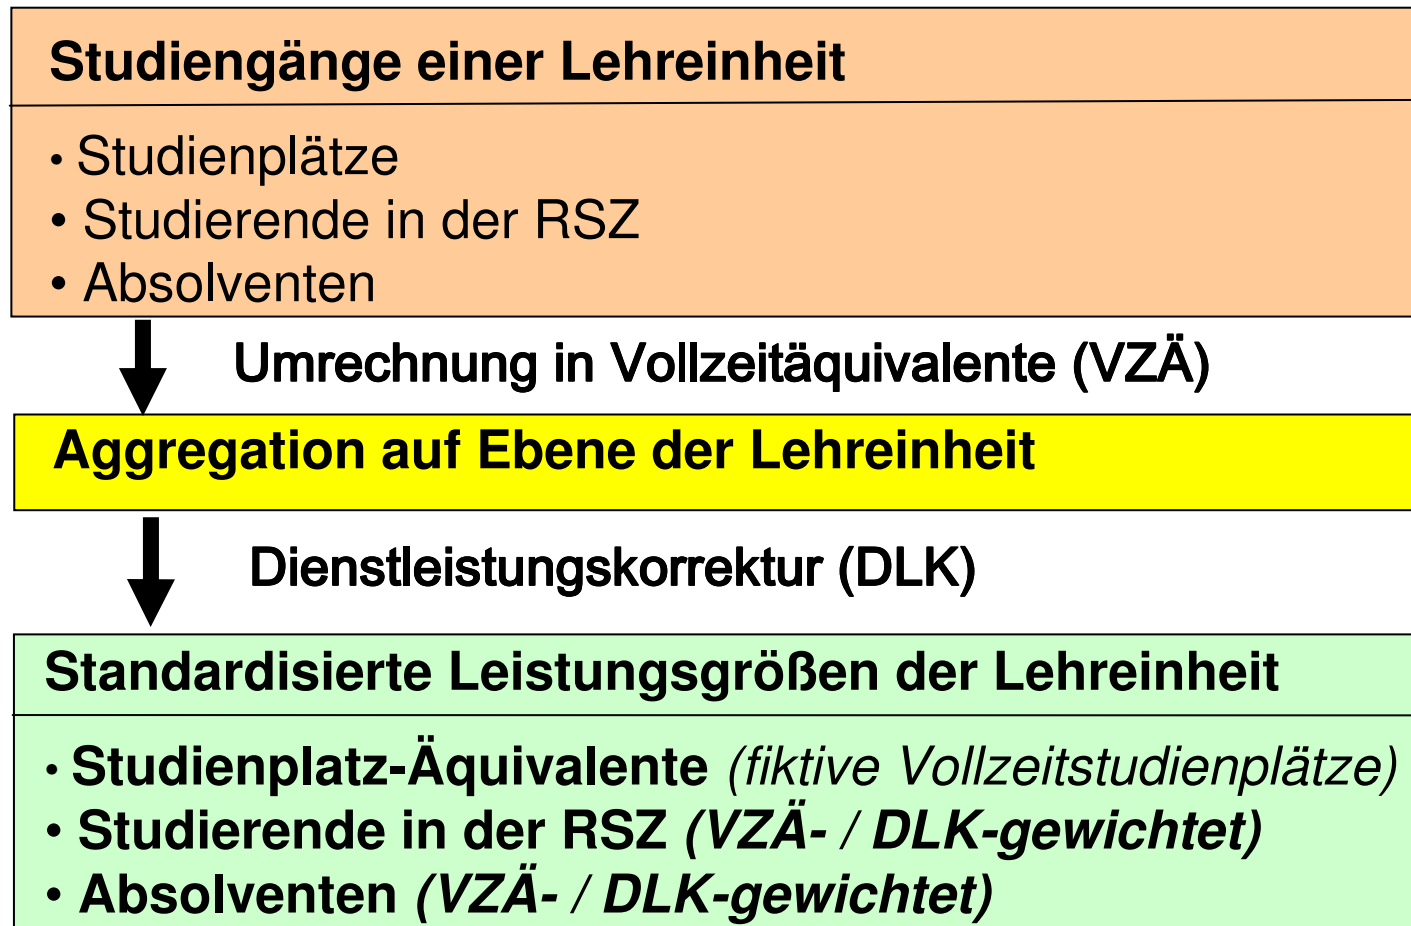 Studiengänge einer Lehreinheit
• Studienplätze
• Studierende in der RSZ
• Absolventen
Umrechnung in Vollzeitäquivalente (VZÄ)
Aggregation auf Ebene der Lehreinheit
Dienstleistungskorrektur (DLK)
Standardisierte Leistungsgrößen der Lehreinheit
• Studienplatz-Äquivalente (fiktive Vollzeitstudienplätze)
• Studierende in der RSZ (VZÄ- / DLK-gewichtet)
• Absolventen (VZÄ- / DLK-gewichtet)